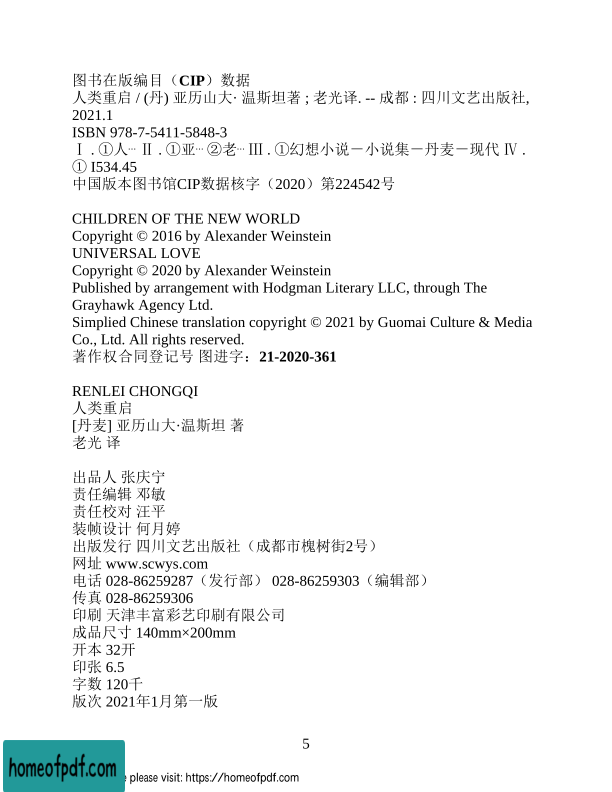 图书在版编目（CIP）数据
人类重启 / (丹) 亚历山大· 温斯坦著 ; 老光译. -- 成都 : 四川文艺出版社,
2021.1
ISBN 978-7-5411-5848-3
Ⅰ . ①人… Ⅱ . ①亚… ②老… Ⅲ . ①幻想小说－小说集－丹麦－现代 Ⅳ .
① I534.45
中国版本图书馆CIP数据核字（2020）第224542号
CHILDREN OF THE NEW WORLD
Copyright © 2016 by Alexander Weinstein
UNIVERSAL LOVE
Copyright © 2020 by Alexander Weinstein
Published by arrangement with Hodgman Literary LLC, through The
Grayhawk Agency Ltd.
Simplied Chinese translation copyright © 2021 by Guomai Culture & Media
Co., Ltd. All rights reserved.
著作权合同登记号 图进字：21-2020-361
RENLEI CHONGQI
人类重启
[丹麦] 亚历山大·温斯坦 著
老光 译
出品人 张庆宁
责任编辑 邓敏
责任校对 汪平
装帧设计 何月婷
出版发行 四川文艺出版社（成都市槐树街2号）
网址 www.scwys.com
电话 028-86259287（发行部） 028-86259303（编辑部）
传真 028-86259306
印刷 天津丰富彩艺印刷有限公司
成品尺寸 140mm×200mm
开本 32开
印张 6.5
字数 120千
版次 2021年1月第一版
5
homeofpdf.com
please visit: https://homeofpdf.com